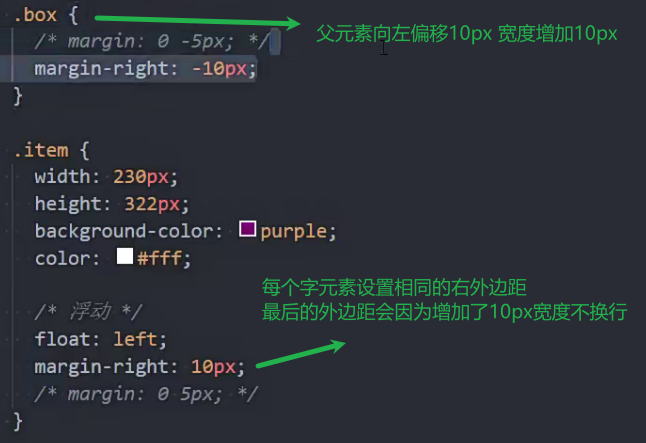 .box {
父元素向左偏移10px 宽度增加10px
/* margin: 0 -5px; */
margin-right: -10px;
}
.item {
width: 230px;
height: 322px;
background-color: purple;
color: #fff;
每个字元素设置相同的右外边距
最后的外边距会因为增加了10px宽度不换行
/* 浮动 */
float: left;
margin-right: 10px;
/* margin: 0 5px; */
}